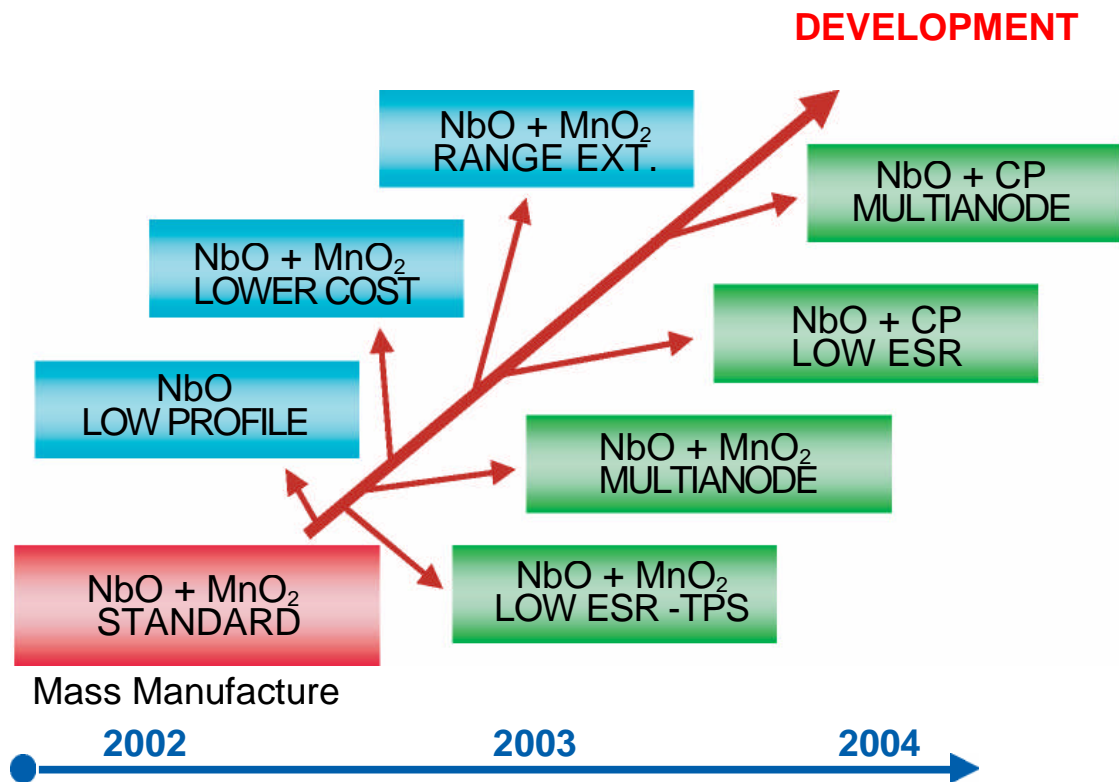 DEVELOPMENT
NbO + MnO₂
RANGE EXT.
NbO + CP
MULTIANODE
NbO + MnO₂
LOWER COST
NbO + CP
LOW ESR
NbO
LOW PROFILE
NbO + MnO₂
MULTIANODE
NbO + MnO₂
STANDARD
NbO + MnO₂
LOW ESR -TPS
Mass Manufacture
2002
2003
2004